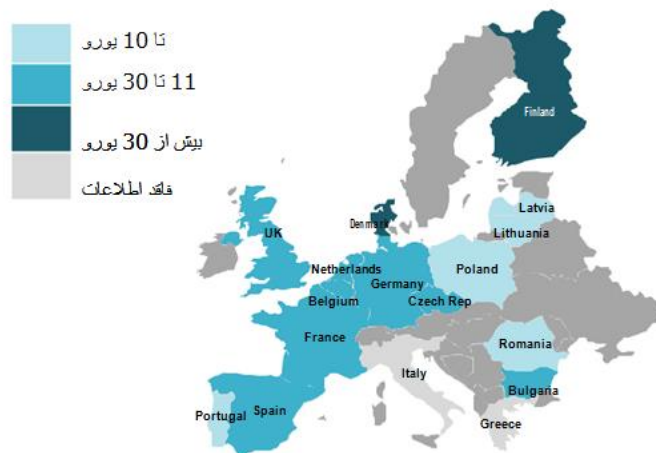 تا 10 یورو
11 تا 30 یورو
بیش از 30 یورو
فاقد اطلاعات
Finland
Latvia
Denmark
Lithuania
UK
Netherlands
Poland
Germany
Belgium
Czech Rep
France
Romania
Italy
Bulgaria
Portugal
Spain
Greece